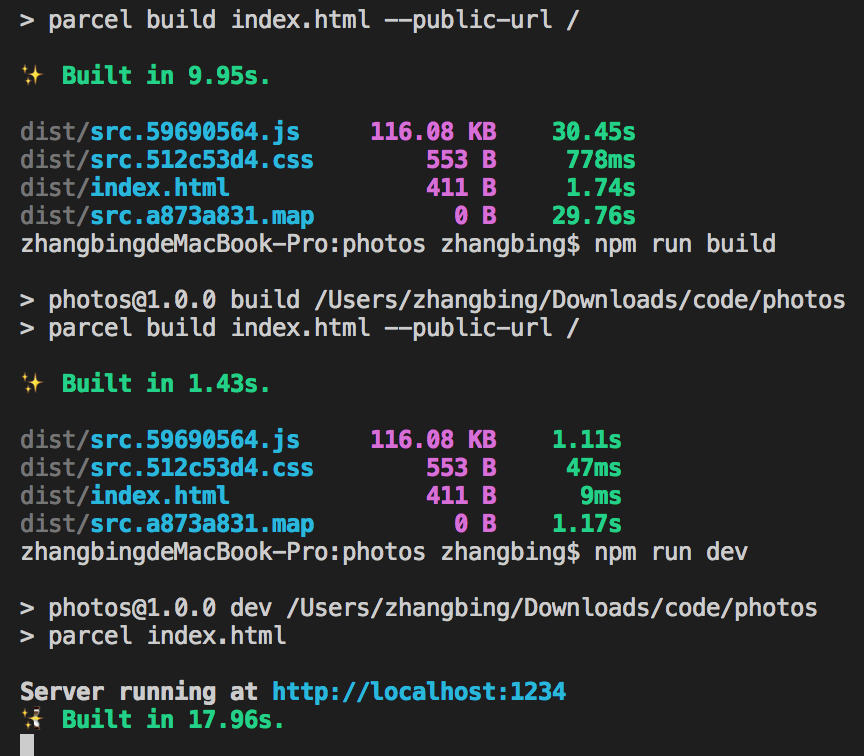 > parcel build index.html --public-url /
✨ Built in 9.95s.
dist/src.59690564.js 116.08 KB 30.45s
dist/src.512c53d4.css 553 B 778ms
dist/index.html 411 B 1.74s
dist/src.a873a831.map 0 B 29.76s
zhangbingdeMacBook-Pro:photos zhangbing$ npm run build
> photos@1.0.0 build /Users/zhangbing/Downloads/code/photos
> parcel build index.html --public-url /
✨ Built in 1.43s.
dist/src.59690564.js 116.08 KB 1.11s
dist/src.512c53d4.css 553 B 47ms
dist/index.html 411 B 9ms
dist/src.a873a831.map 0 B 1.17s
zhangbingdeMacBook-Pro:photos zhangbing$ npm run dev
> photos@1.0.0 dev /Users/zhangbing/Downloads/code/photos
> parcel index.html
Server running at http://localhost:1234
✨ Built in 17.96s.